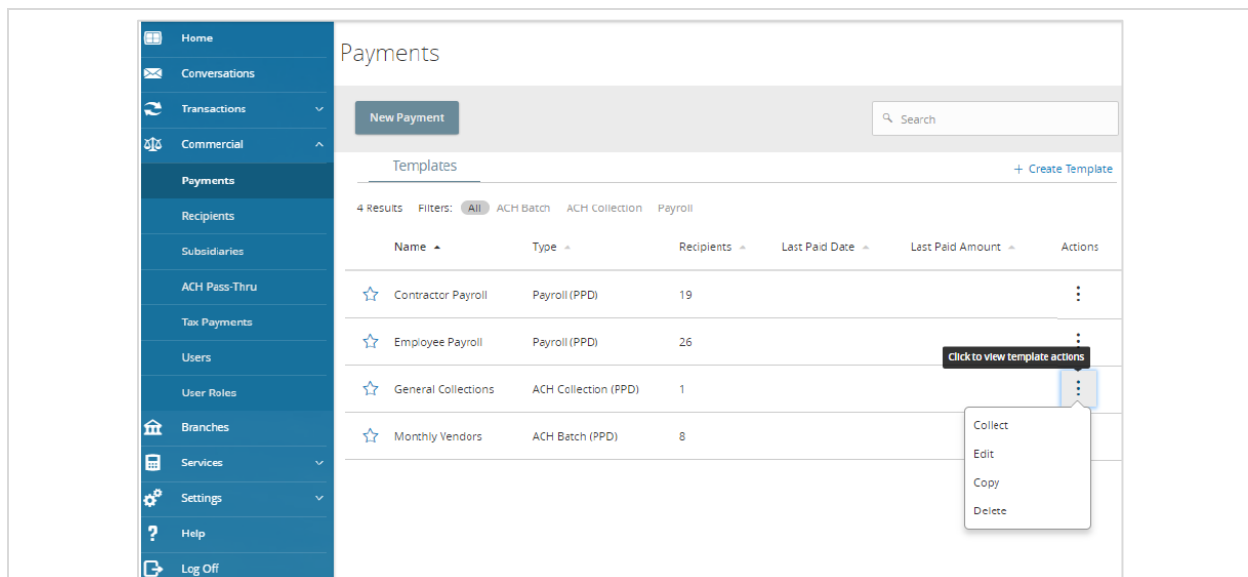 Home
Conversations
Transactions
Commercial
Payments
Recipients
Subsidiaries
ACH Pass-Thru
Tax Payments
Users
User Roles
Branches
Services
Settings
Help
Log Off
Payments
New Payment
Search
Templates
+ Create Template
4 Results Filters: All ACH Batch ACH Collection Payroll
Name Type Recipients Last Paid Date Last Paid Amount Actions
Contractor Payroll Payroll (PPD) 19
Employee Payroll Payroll (PPD) 26
Click to view template actions
General Collections ACH Collection (PPD) 1
Monthly Vendors ACH Batch (PPD) 8
Collect
Edit
Copy
Delete